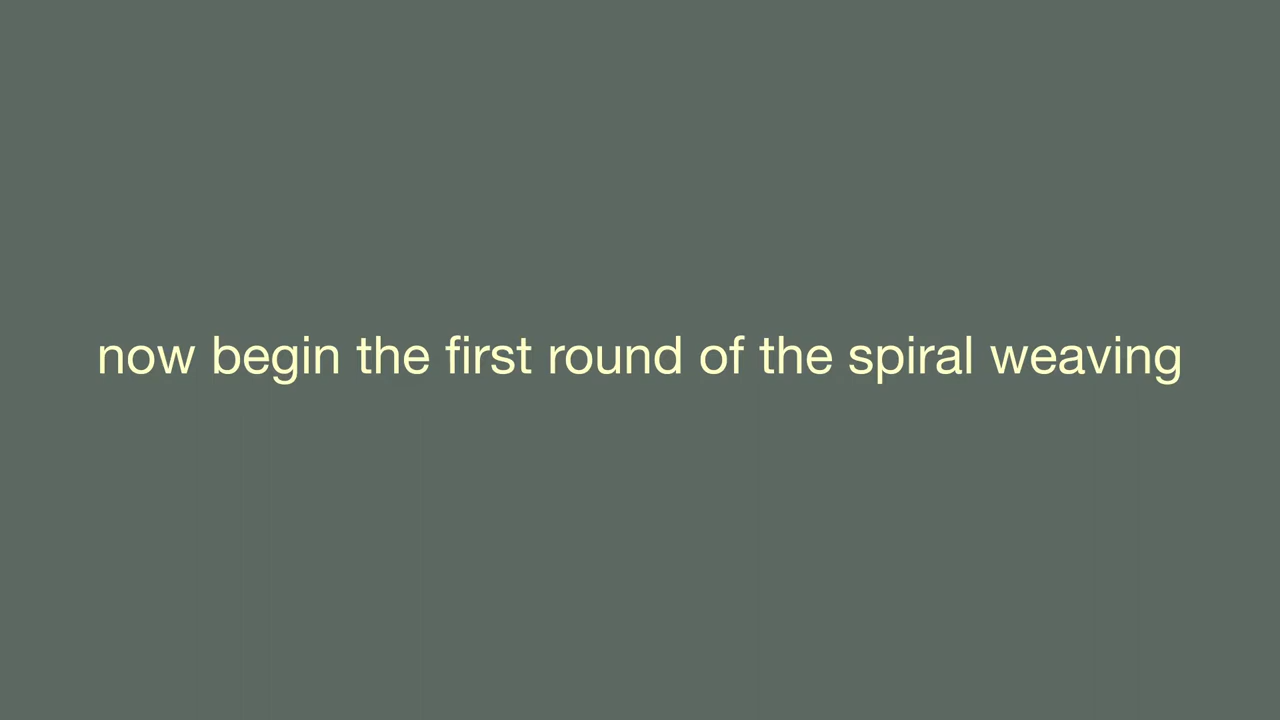 now begin the first round of the spiral weaving